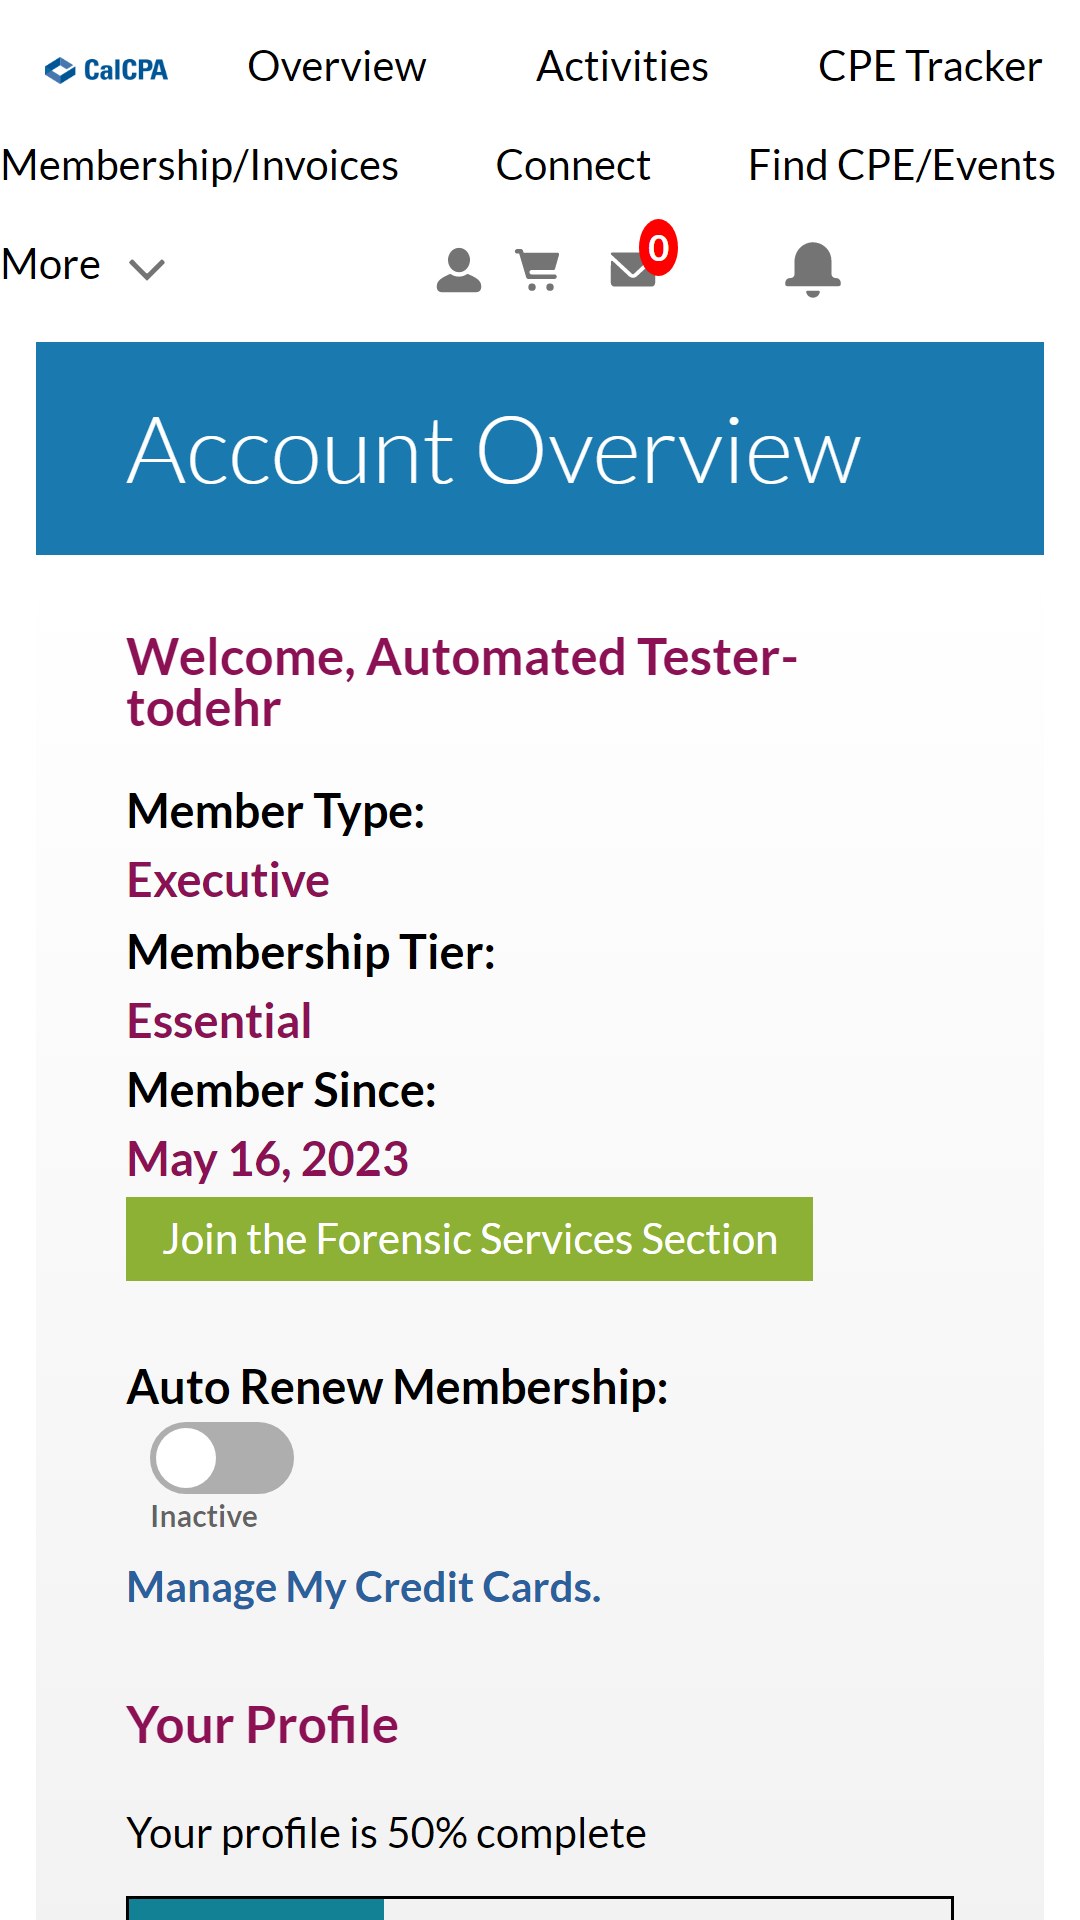 CalCPA Overview Activities CPE Tracker
Membership/Invoices Connect Find CPE/Events
More 0
Account Overview
Welcome, Automated Tester-
todehr
Member Type:
Executive
Membership Tier:
Essential
Member Since:
May 16, 2023
Join the Forensic Services Section
Auto Renew Membership:
Inactive
Manage My Credit Cards.
Your Profile
Your profile is 50% complete